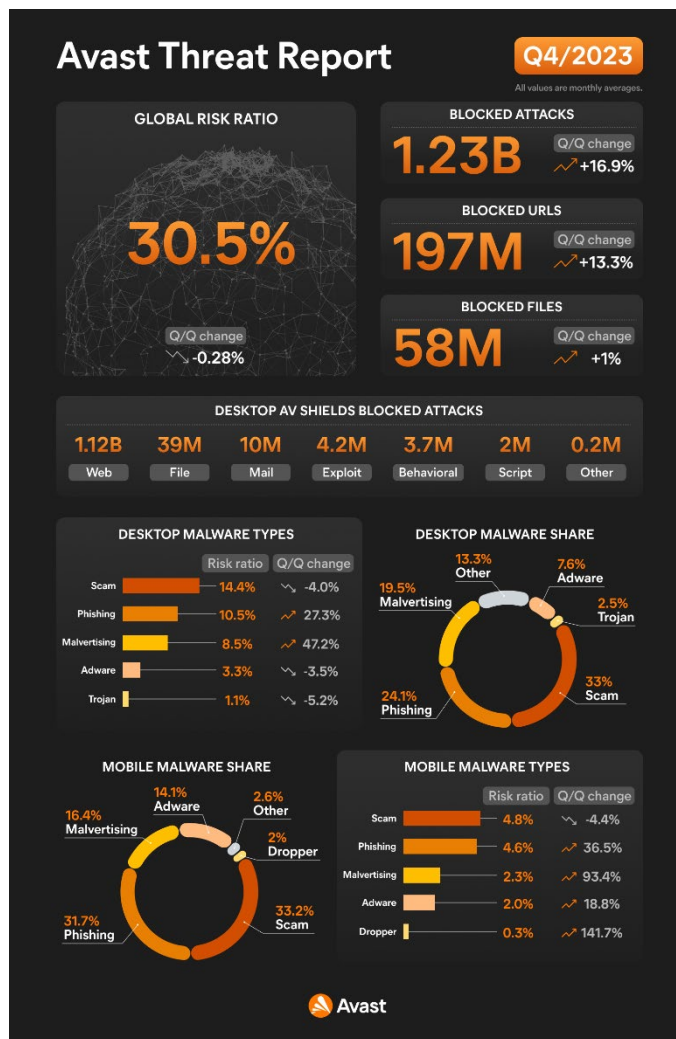 Avast Threat Report
Q4/2023
All values are monthly averages.
GLOBAL RISK RATIO
30.5%
Q/Q change
-0.28%
BLOCKED ATTACKS
1.23B
Q/Q change
+16.9%
BLOCKED URLS
197M
Q/Q change
+13.3%
BLOCKED FILES
58M
Q/Q change
+1%
DESKTOP AV SHIELDS BLOCKED ATTACKS
1.12B 39M 10M 4.2M 3.7M 2M 0.2M
Web File Mail Exploit Behavioral Script Other
DESKTOP MALWARE TYPES
Risk ratio Q/Q change
Scam 14.4% -4.0%
Phishing 10.5% 27.3%
Malvertising 8.5% 47.2%
Adware 3.3% -3.5%
Trojan 1.1% -5.2%
DESKTOP MALWARE SHARE
13.3%
Other
7.6%
Adware
19.5%
Malvertising
2.5%
Trojan
24.1%
Phishing
33%
Scam
MOBILE MALWARE SHARE
14.1%
Adware
2.6%
Other
16.4%
Malvertising
2%
Dropper
31.7%
Phishing
33.2%
Scam
MOBILE MALWARE TYPES
Risk ratio Q/Q change
Scam 4.8% -4.4%
Phishing 4.6% 36.5%
Malvertising 2.3% 93.4%
Adware 2.0% 18.8%
Dropper 0.3% 141.7%
Avast